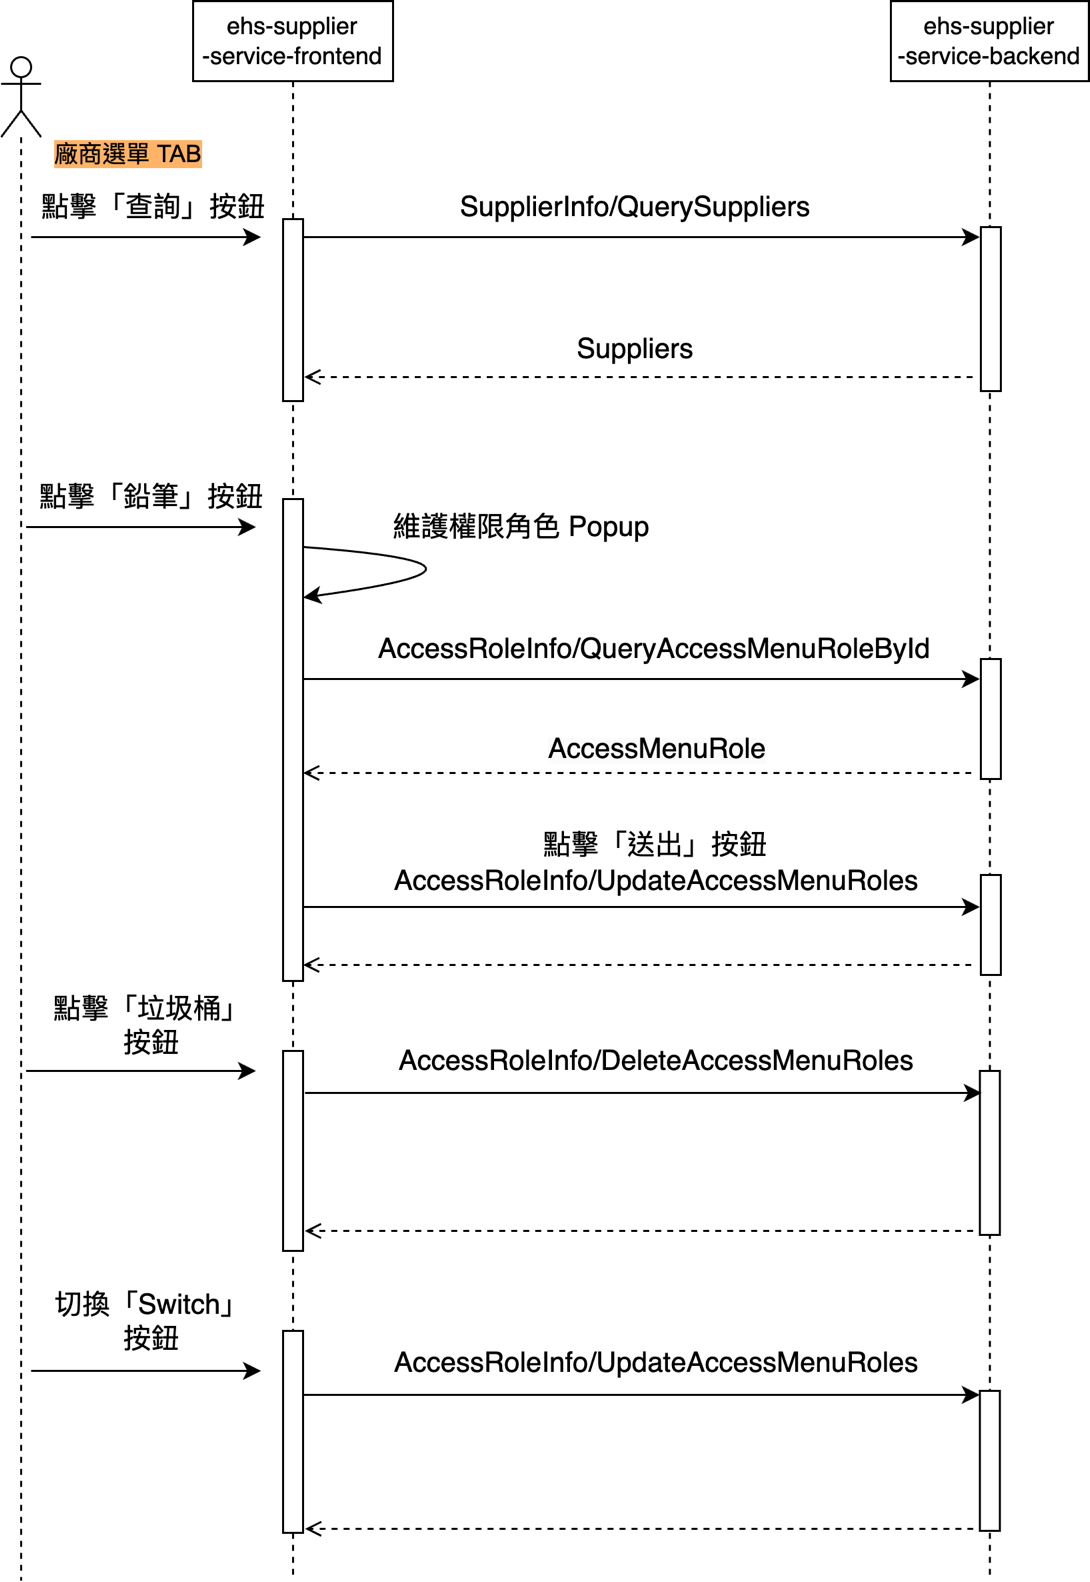 ehs-supplier
-service-frontend
ehs-supplier
-service-backend
廠商選單 TAB
點擊「查詢」按鈕
SupplierInfo/QuerySuppliers
Suppliers
點擊「鉛筆」按鈕
維護權限角色 Popup
AccessRoleInfo/QueryAccessMenuRoleById
AccessMenuRole
點擊「送出」按鈕
AccessRoleInfo/UpdateAccessMenuRoles
點擊「垃圾桶」
按鈕
AccessRoleInfo/DeleteAccessMenuRoles
切換「Switch」
按鈕
AccessRoleInfo/UpdateAccessMenuRoles